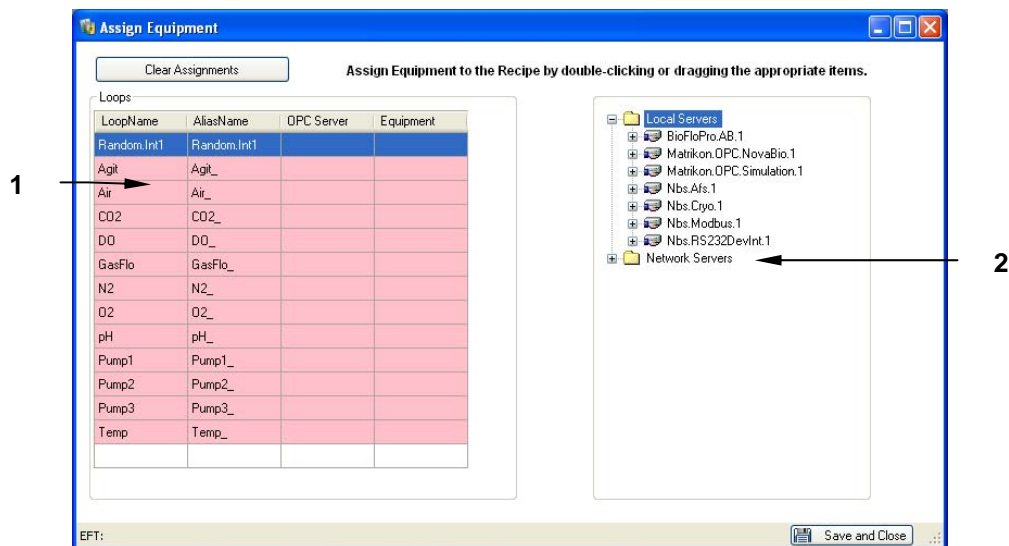 Assign Equipment
Clear Assignments
Assign Equipment to the Recipe by double-clicking or dragging the appropriate items.
Loops
LoopName AliasName OPC Server Equipment
Random.Int1 Random.Int1
Agit Agit_
Air Air_
CO2 CO2_
DO DO_
GasFlo GasFlo_
N2 N2_
O2 O2_
pH pH_
Pump1 Pump1_
Pump2 Pump2_
Pump3 Pump3_
Temp Temp_
1
Local Servers
BioFloPro.AB.1
Matrikon.OPC.NovaBio.1
Matrikon.OPC.Simulation.1
Nbs.Afs.1
Nbs.Cryo.1
Nbs.Modbus.1
Nbs.RS232DevInt.1
Network Servers
2
EFT:
Save and Close